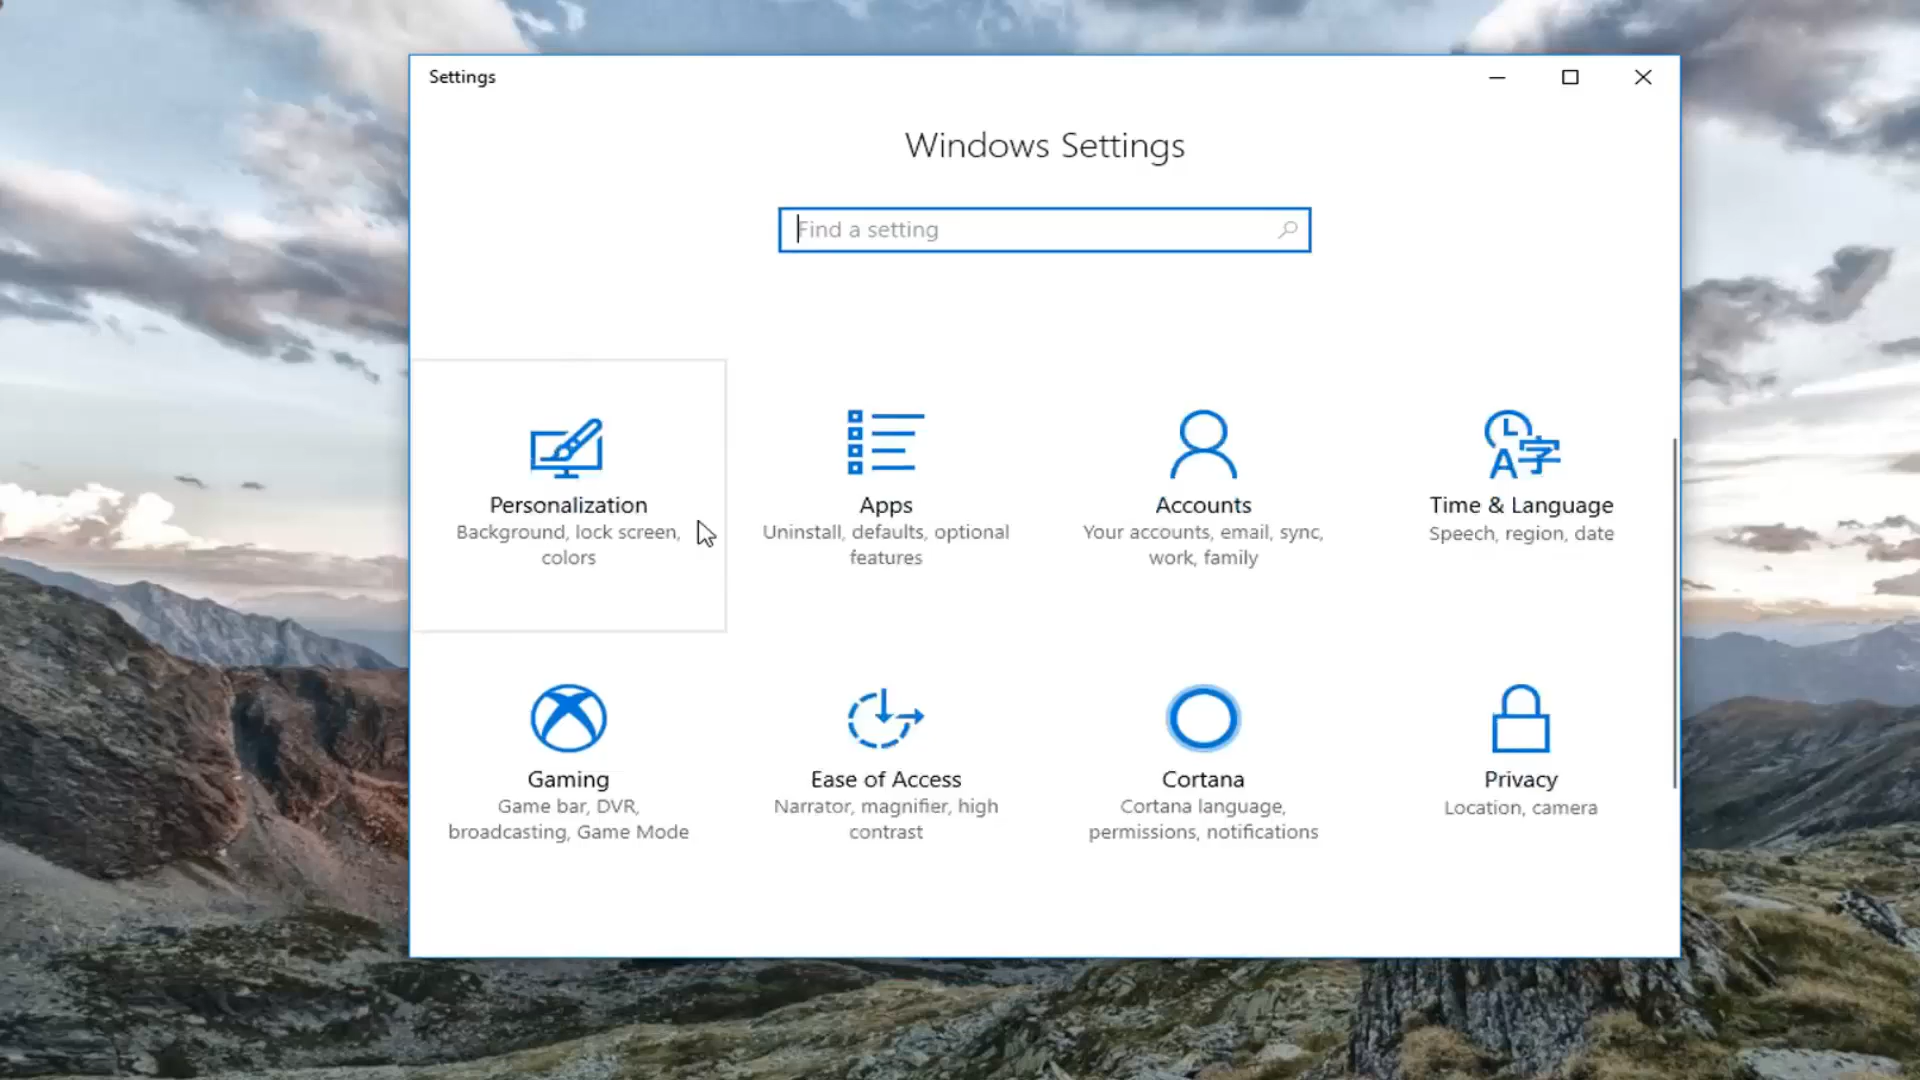 Settings
Windows Settings
Find a setting
Personalization
Background, lock screen,
colors
Apps
Uninstall, defaults, optional
features
Accounts
Your accounts, email, sync,
work, family
Time & Language
Speech, region, date
Gaming
Game bar, DVR,
broadcasting, Game Mode
Ease of Access
Narrator, magnifier, high
contrast
Cortana
Cortana language,
permissions, notifications
Privacy
Location, camera